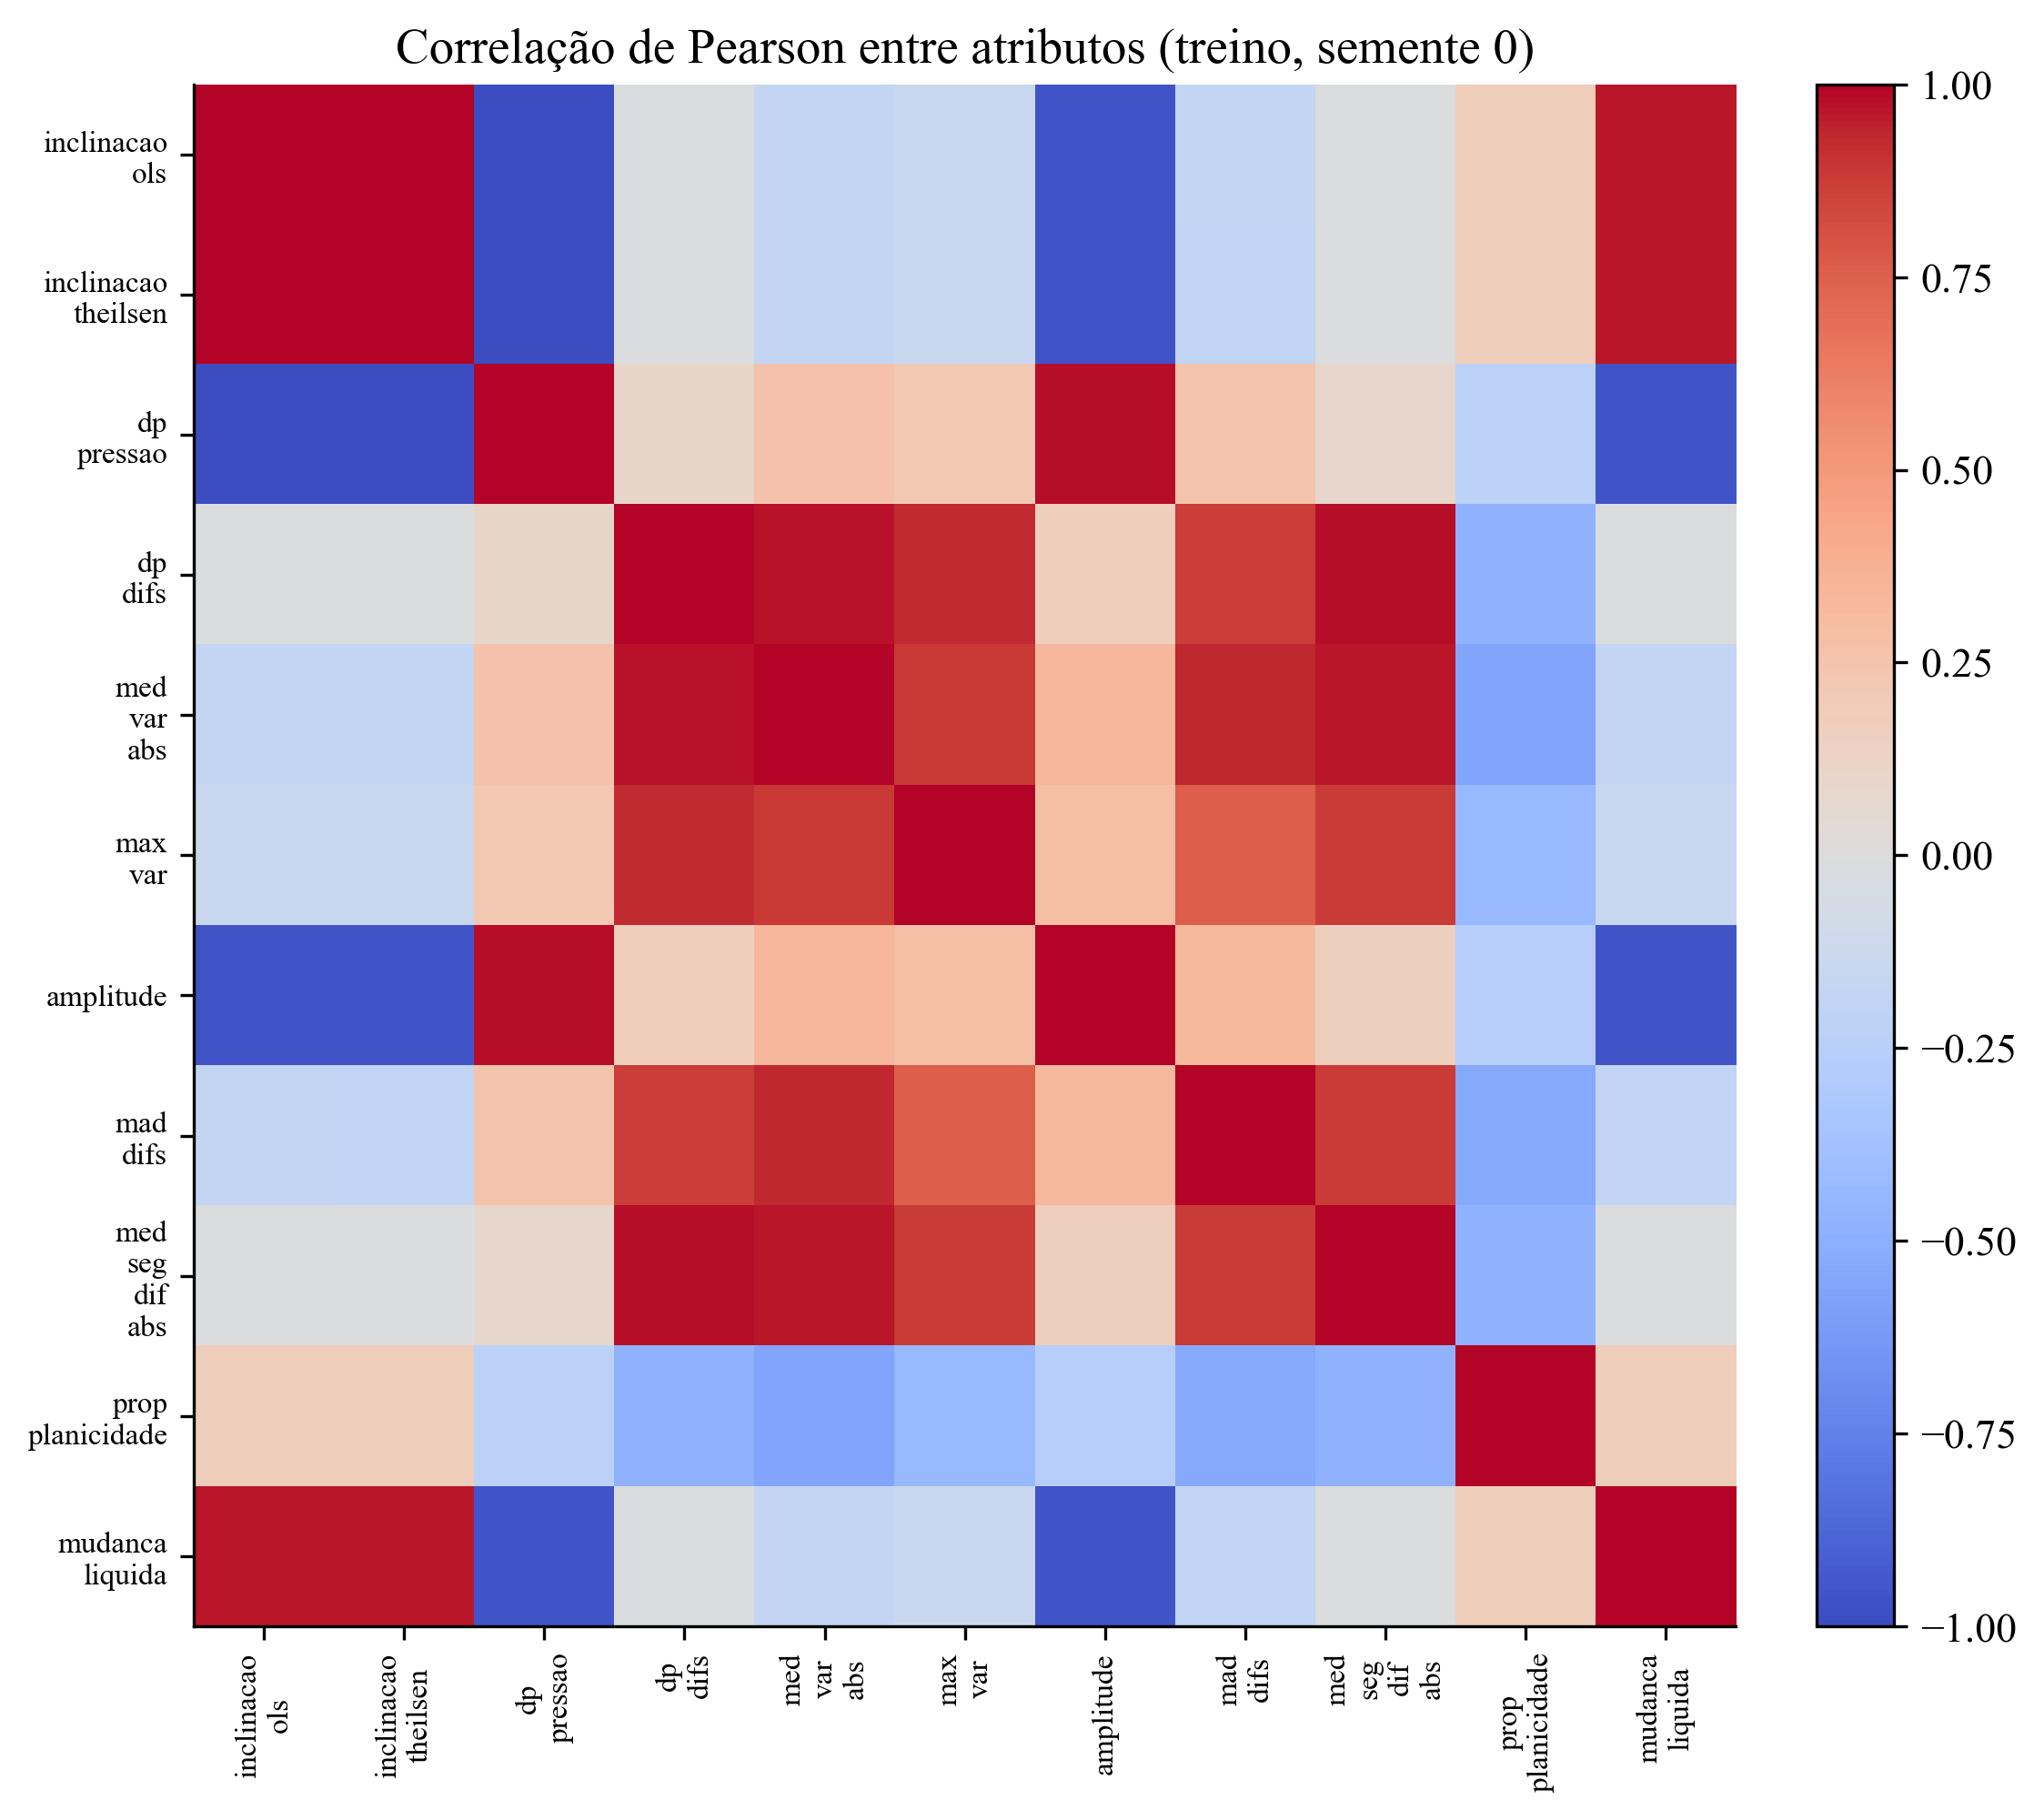 Correlação de Pearson entre atributos (treino, semente 0)
inclinacao
ols
inclinacao
theilsen
dp
pressao
dp
difs
med
var
abs
max
var
amplitude
mad
difs
med
seg
dif
abs
prop
planicidade
mudanca
liquida
inclinacao
ols
inclinacao
theilsen
dp
pressao
dp
difs
med
var
abs
max
var
amplitude
mad
difs
med
seg
dif
abs
prop
planicidade
mudanca
liquida
1.00
0.75
0.50
0.25
0.00
−0.25
−0.50
−0.75
−1.00